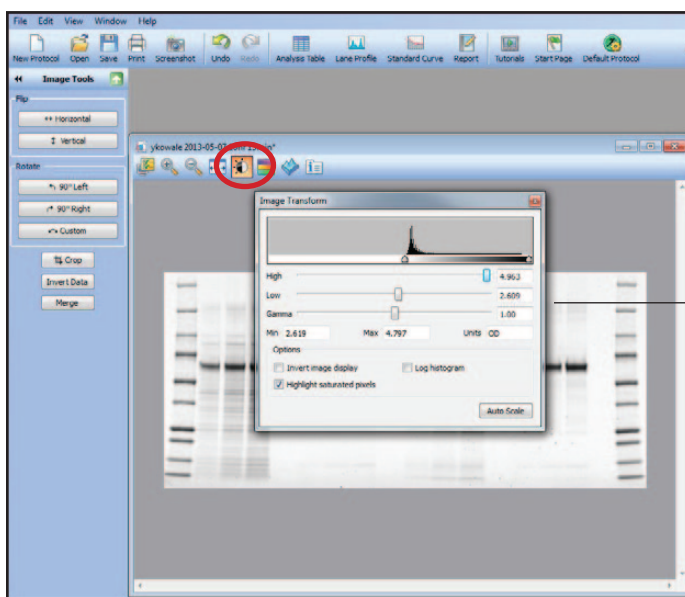 File Edit View Window Help
New Protocol Open Save Print Screenshot Undo Redo Analysis Table Lane Profile Standard Curve Report Tutorials Start Page Default Protocol
Image Tools
Flip
Horizontal
Vertical
Rotate
90° Left
90° Right
Custom
Crop
Invert Data
Merge
ykowale 2013-05-07
Image Transform
High 4.963
Low 2.609
Gamma 1.00
Min 2.619 Max 4.797 Units OD
Options
Invert image display Log histogram
Highlight saturated pixels
Auto Scale